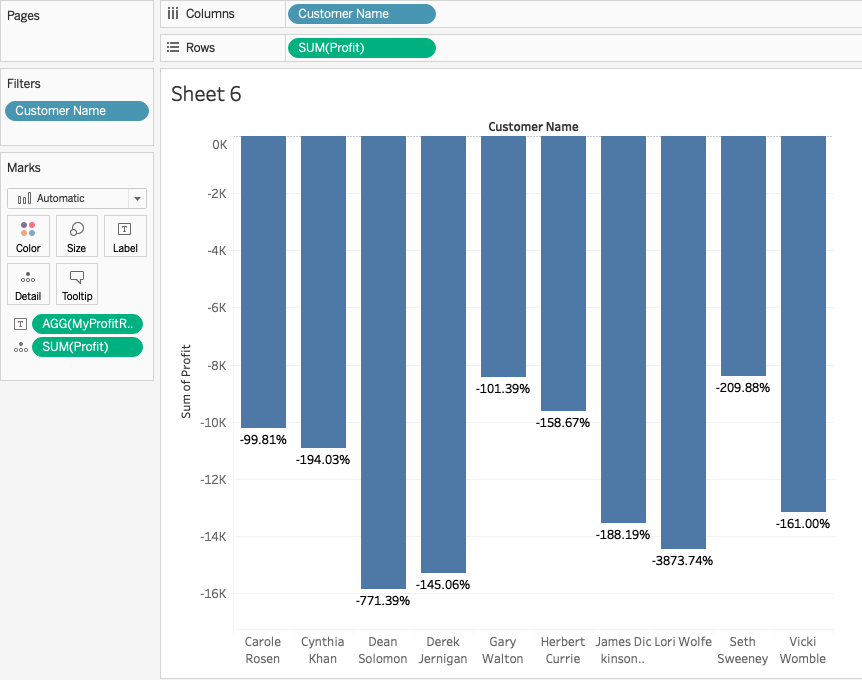 Pages
Columns
Customer Name
Rows
SUM(Profit)
Filters
Customer Name
Marks
Automatic
Color
Size
Label
Detail
Tooltip
AGG(MyProfitR..
SUM(Profit)
Sheet 6
Customer Name
Sum of Profit
0K
-2K
-4K
-6K
-8K
-10K
-12K
-14K
-16K
-99.81%
-194.03%
-771.39%
-145.06%
-101.39%
-158.67%
-188.19%
-3873.74%
-209.88%
-161.00%
Carole
Rosen
Cynthia
Khan
Dean
Solomon
Derek
Jernigan
Gary
Walton
Herbert
Currie
James Dic
kinson..
Lori Wolfe
Seth
Sweeney
Vicki
Womble